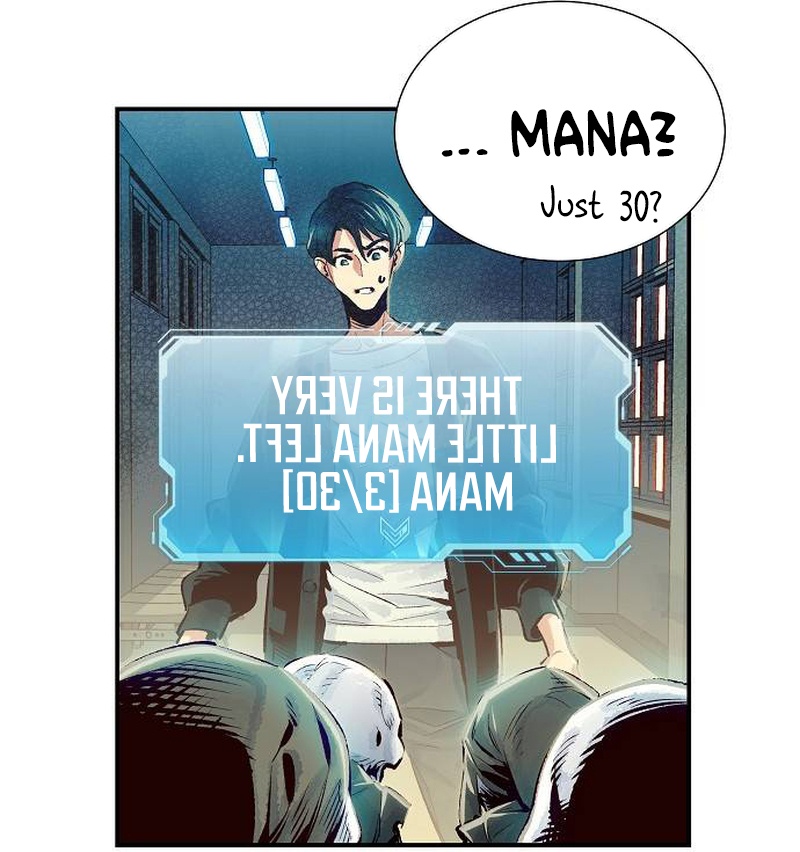 ... MANA?
Just 30?
THERE IS VERY
LITTLE MANA LEFT.
MANA [3/30]